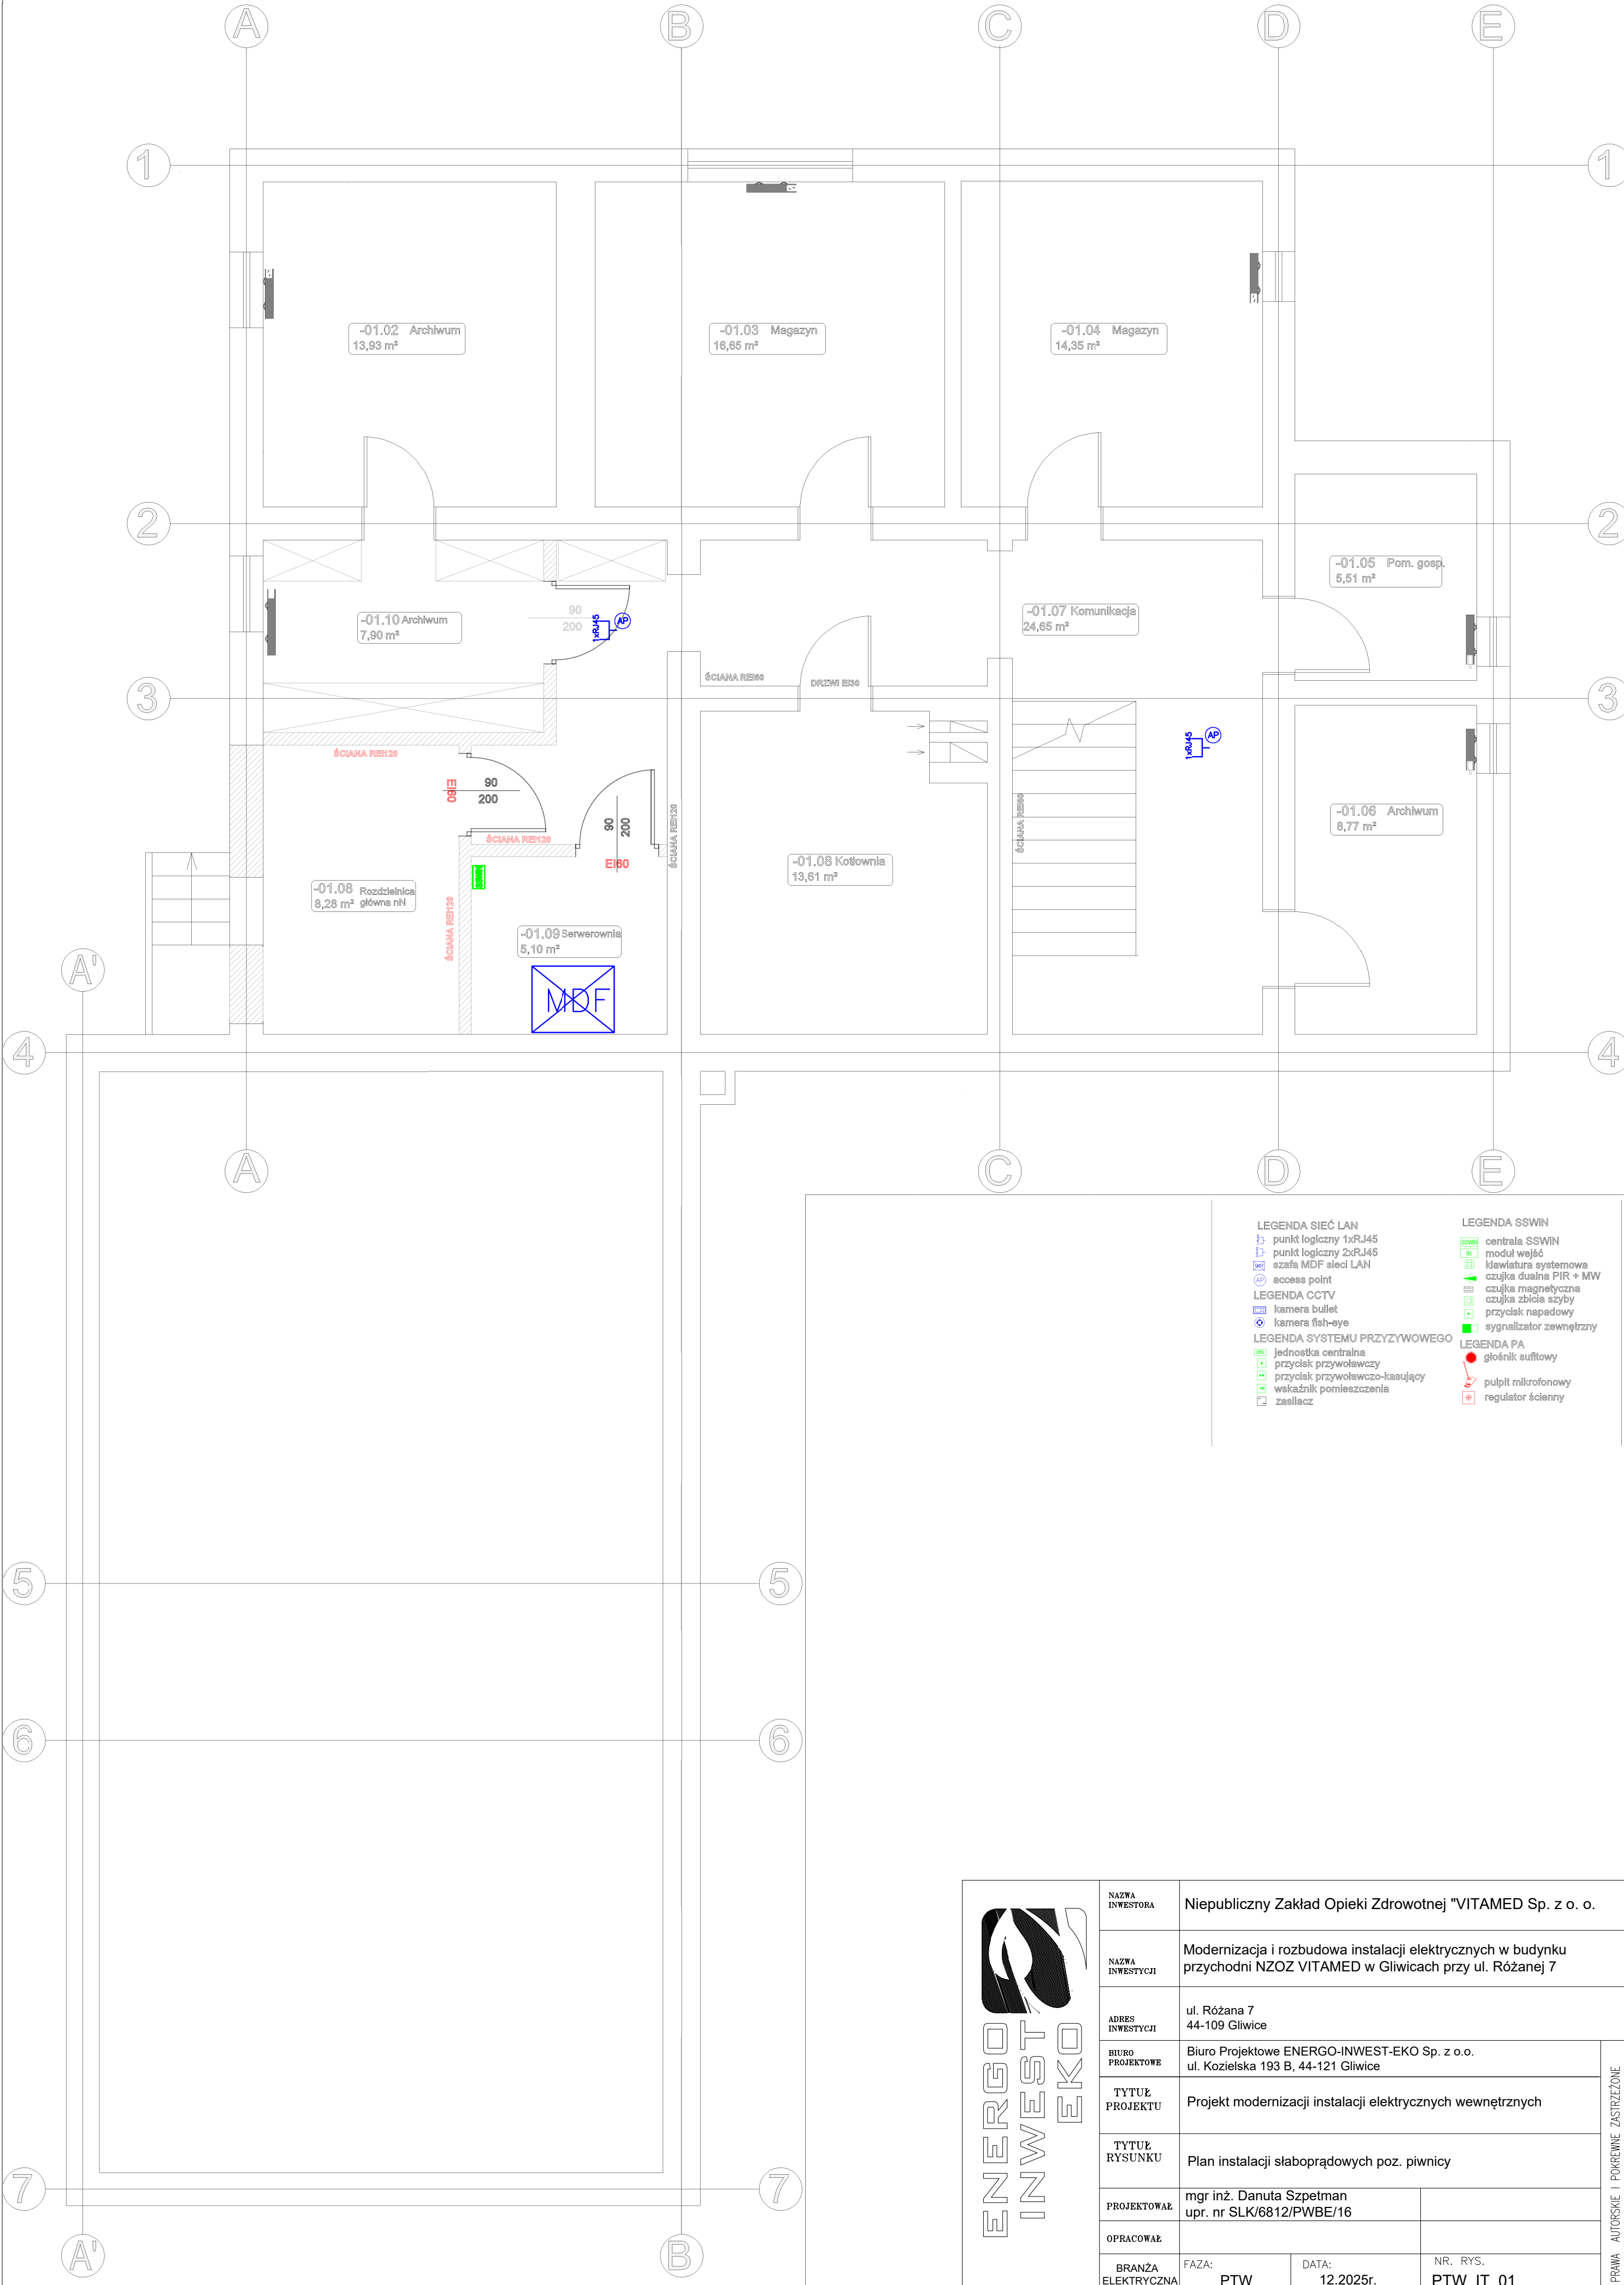 A
B
C
D
E
1
1
-01.02 Archiwum
13,93 m²
-01.03 Magazyn
16,65 m²
-01.04 Magazyn
14,35 m²
2
2
-01.05 Pom. gosp.
5,51 m²
-01.10 Archiwum
7,90 m²
90
200
1xRJ45
AP
-01.07 Komunikacja
24,65 m²
ŚCIANA REI60
DRZWI EI30
3
3
ŚCIANA REI120
EI60
90
200
1xRJ45
AP
90
200
EI60
ŚCIANA REI120
ŚCIANA REI120
ŚCIANA REI60
-01.06 Archiwum
8,77 m²
-01.08 Kotłownia
13,61 m²
SSWiN
-01.08 Rozdzielnica
8,28 m² główna nN
ŚCIANA REI120
-01.09 Serwerownia
5,10 m²
MDF
A'
4
4
A
C
D
E
LEGENDA SIEĆ LAN
punkt logiczny 1xRJ45
punkt logiczny 2xRJ45
MDF szafa MDF sieci LAN
AP access point
LEGENDA CCTV
kamera bullet
kamera fish-eye
LEGENDA SYSTEMU PRZYZYWOWEGO
CPU jednostka centralna
przycisk przywoławczy
przycisk przywoławczo-kasujący
wskaźnik pomieszczenia
zasilacz
LEGENDA SSWiN
SSWiN centrala SSWiN
IN moduł wejść
klawiatura systemowa
czujka dualna PIR + MW
czujka magnetyczna
czujka zbicia szyby
przycisk napadowy
sygnalizator zewnętrzny
LEGENDA PA
głośnik sufitowy
pulpit mikrofonowy
regulator ścienny
5
5
6
6
7
7
A'
B
ENERGO
INWEST
EKO
NAZWA
INWESTORA
Niepubliczny Zakład Opieki Zdrowotnej "VITAMED Sp. z o. o.
NAZWA
INWESTYCJI
Modernizacja i rozbudowa instalacji elektrycznych w budynku
przychodni NZOZ VITAMED w Gliwicach przy ul. Różanej 7
ADRES
INWESTYCJI
ul. Różana 7
44-109 Gliwice
BIURO
PROJEKTOWE
Biuro Projektowe ENERGO-INWEST-EKO Sp. z o.o.
ul. Kozielska 193 B, 44-121 Gliwice
TYTUŁ
PROJEKTU
Projekt modernizacji instalacji elektrycznych wewnętrznych
TYTUŁ
RYSUNKU
Plan instalacji słaboprądowych poz. piwnicy
PROJEKTOWAŁ
mgr inż. Danuta Szpetman
upr. nr SLK/6812/PWBE/16
OPRACOWAŁ
BRANŻA
ELEKTRYCZNA
FAZA:
PTW
DATA:
12.2025r.
NR. RYS.
PTW_IT_01
PRAWA AUTORSKIE I POKREWNE ZASTRZEŻONE